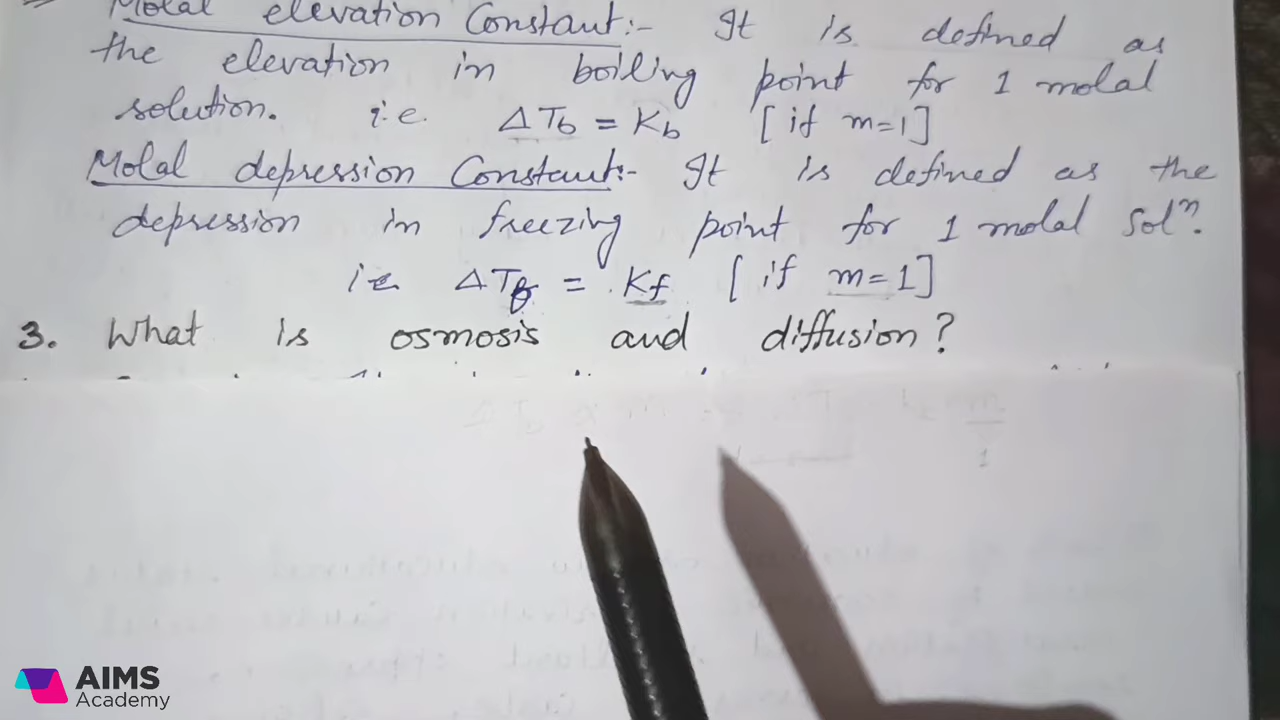 Molal elevation Constant:- It is defined as
the elevation in boiling point for 1 molal
solution. i.e. ΔTb = Kb [if m=1]
Molal depression Constant:- It is defined as the
depression in freezing point for 1 molal Solⁿ.
i.e ΔTf = Kf [if m=1]
3. What is osmosis and diffusion?
AIMS
Academy